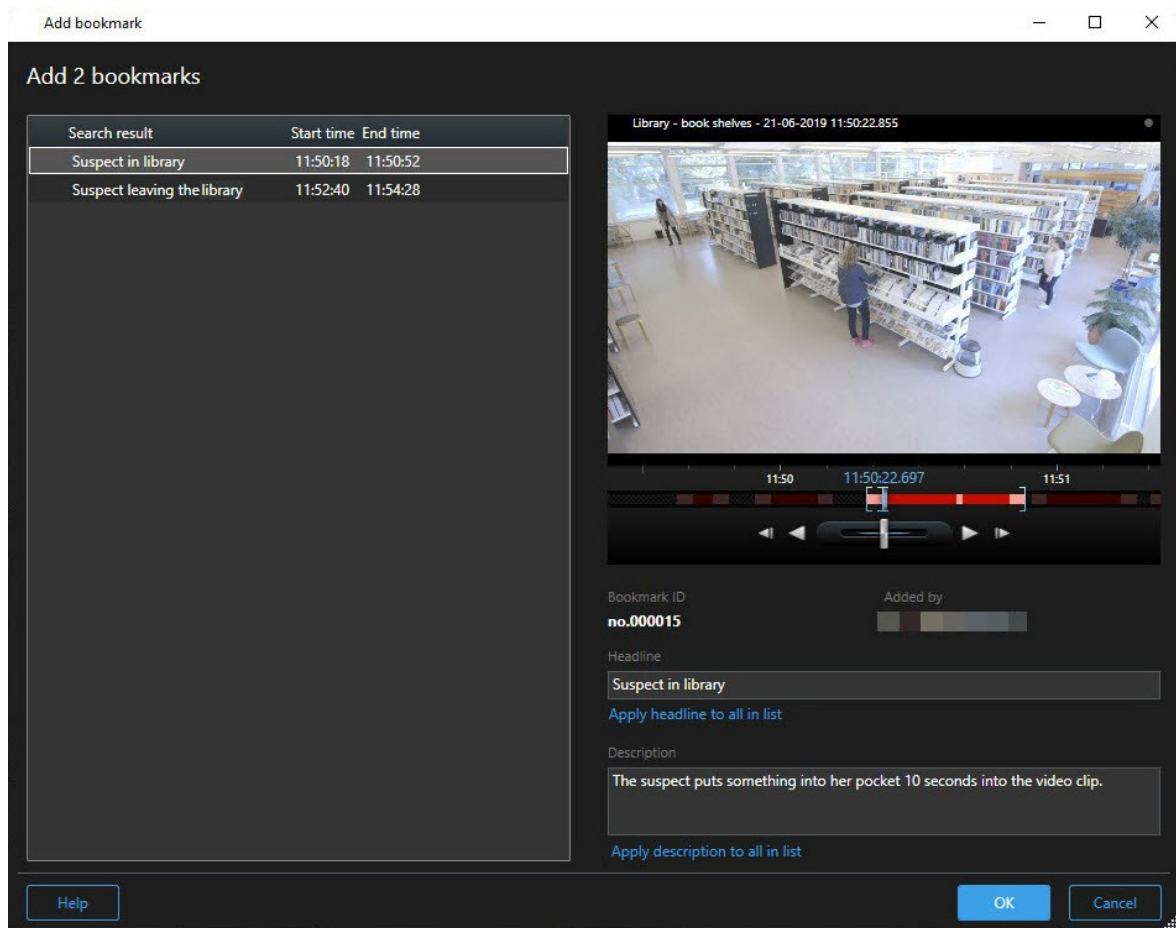 Add bookmark
Add 2 bookmarks
Search result Start time End time
Suspect in library 11:50:18 11:50:52
Suspect leaving the library 11:52:40 11:54:28
Library - book shelves - 21-06-2019 11:50:22.855
11:50 11:50:22.697 11:51
Bookmark ID Added by
no.000015
Headline
Suspect in library
Apply headline to all in list
Description
The suspect puts something into her pocket 10 seconds into the video clip.
Apply description to all in list
Help OK Cancel